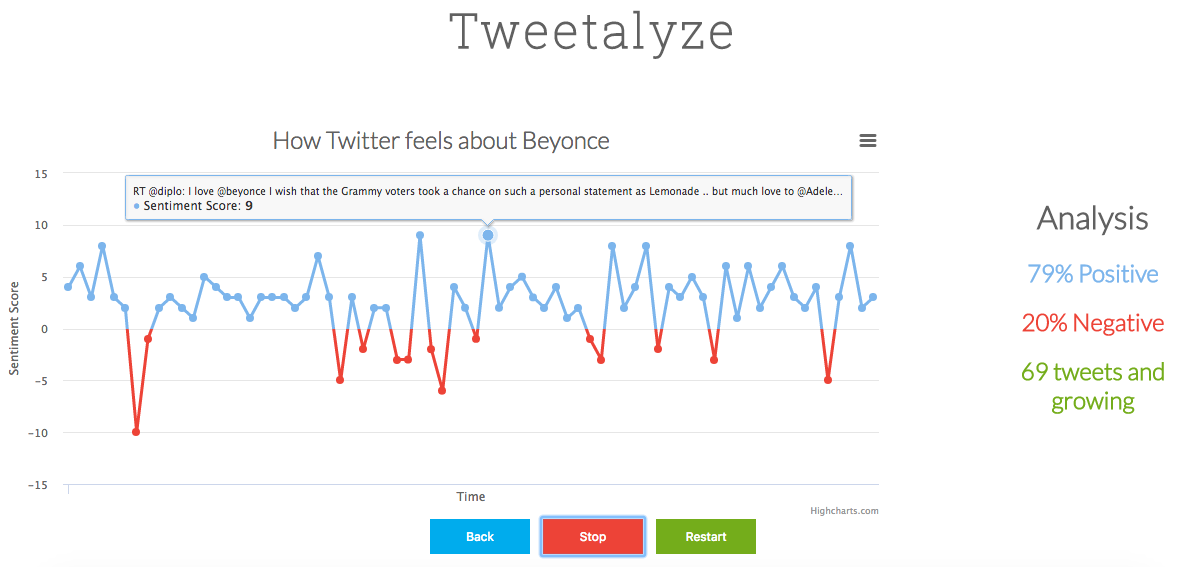 Tweetalyze
How Twitter feels about Beyonce
15
RT @diplo: I love @beyonce I wish that the Grammy voters took a chance on such a personal statement as Lemonade .. but much love to @Adele...
Sentiment Score: 9
10
5
0
−5
−10
−15
Sentiment Score
Time
Highcharts.com
Back
Stop
Restart
Analysis
79% Positive
20% Negative
69 tweets and
growing